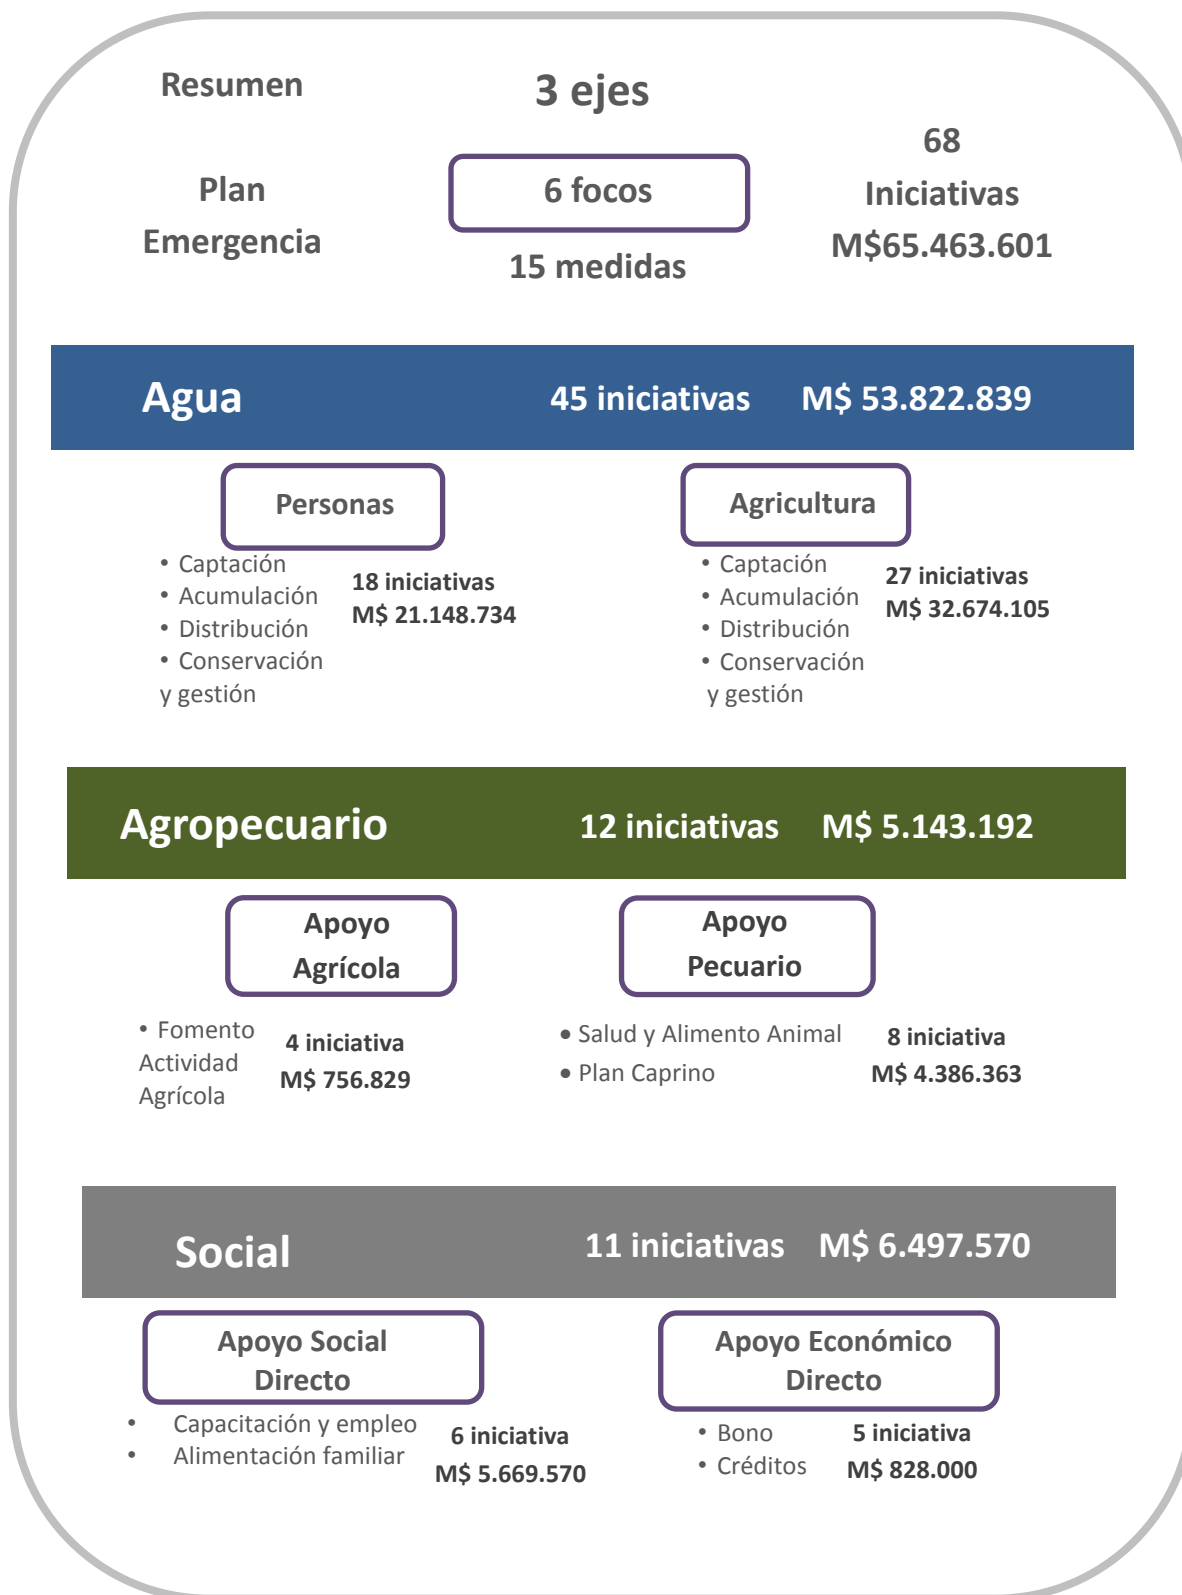 Resumen
Plan
Emergencia
3 ejes
6 focos
15 medidas
68
Iniciativas
M$65.463.601
Agua 45 iniciativas M$ 53.822.839
Personas
• Captación
• Acumulación
• Distribución
• Conservación
y gestión
18 iniciativas
M$ 21.148.734
Agricultura
• Captación
• Acumulación
• Distribución
• Conservación
y gestión
27 iniciativas
M$ 32.674.105
Agropecuario 12 iniciativas M$ 5.143.192
Apoyo
Agrícola
• Fomento
Actividad
Agrícola
4 iniciativa
M$ 756.829
Apoyo
Pecuario
• Salud y Alimento Animal
• Plan Caprino
8 iniciativa
M$ 4.386.363
Social 11 iniciativas M$ 6.497.570
Apoyo Social
Directo
• Capacitación y empleo
• Alimentación familiar
6 iniciativa
M$ 5.669.570
Apoyo Económico
Directo
• Bono
• Créditos
5 iniciativa
M$ 828.000